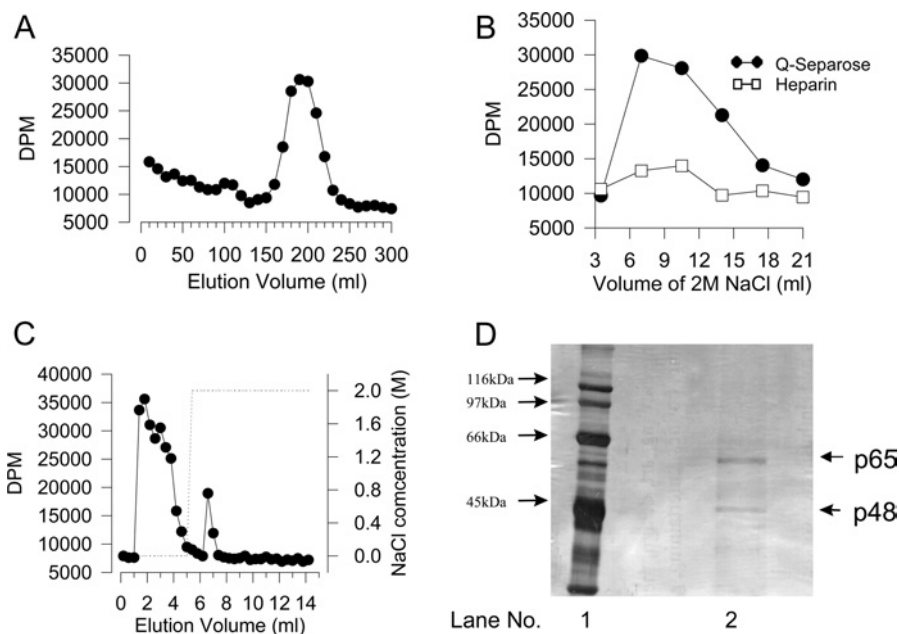 A
35000
30000
25000
20000
15000
10000
5000
DPM
0 50 100 150 200 250 300
Elution Volume (ml)
B
35000
30000
25000
20000
15000
10000
5000
DPM
Q-Separose
Heparin
3 6 9 12 15 18 21
Volume of 2M NaCl (ml)
C
40000
35000
30000
25000
20000
15000
10000
5000
DPM
2.0
1.6
1.2
0.8
0.4
0.0
NaCl comcentration (M)
0 2 4 6 8 10 12 14
Elution Volume (ml)
D
116kDa
97kDa
66kDa
45kDa
p65
p48
Lane No. 1 2